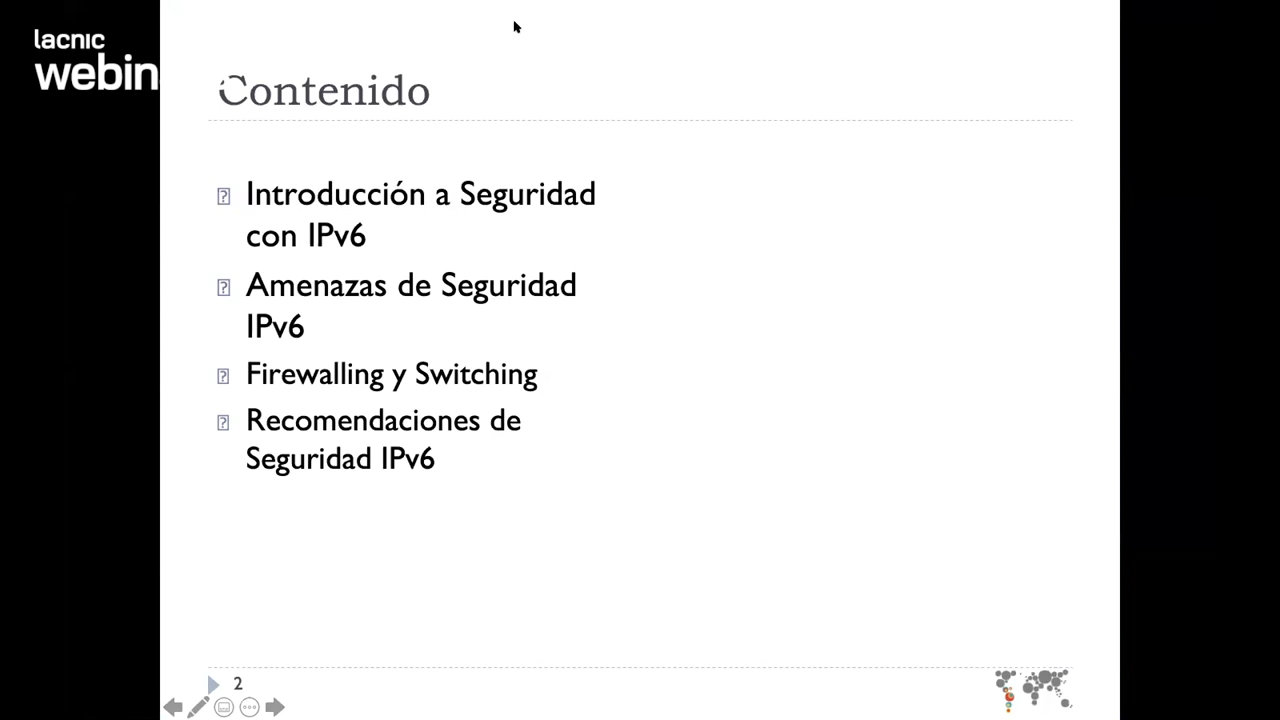 lacnic
webin
Contenido
Introducción a Seguridad
con IPv6
Amenazas de Seguridad
IPv6
Firewalling y Switching
Recomendaciones de
Seguridad IPv6
2